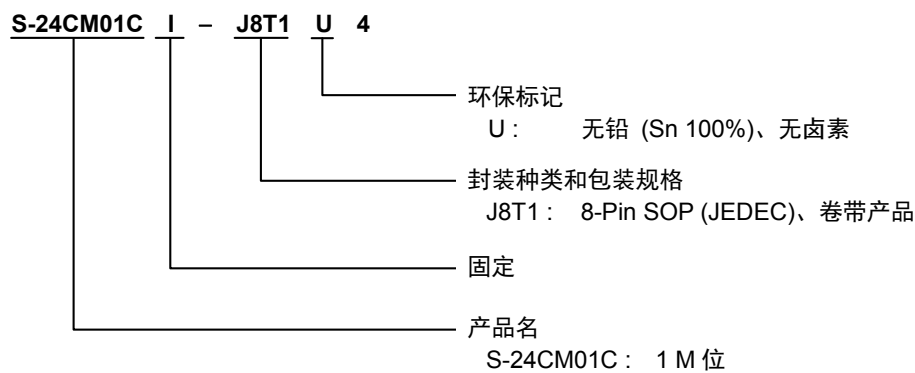 S-24CM01C I – J8T1 U 4
环保标记
U : 无铅 (Sn 100%)、无卤素
封装种类和包装规格
J8T1 : 8-Pin SOP (JEDEC)、卷带产品
固定
产品名
S-24CM01C : 1 M 位